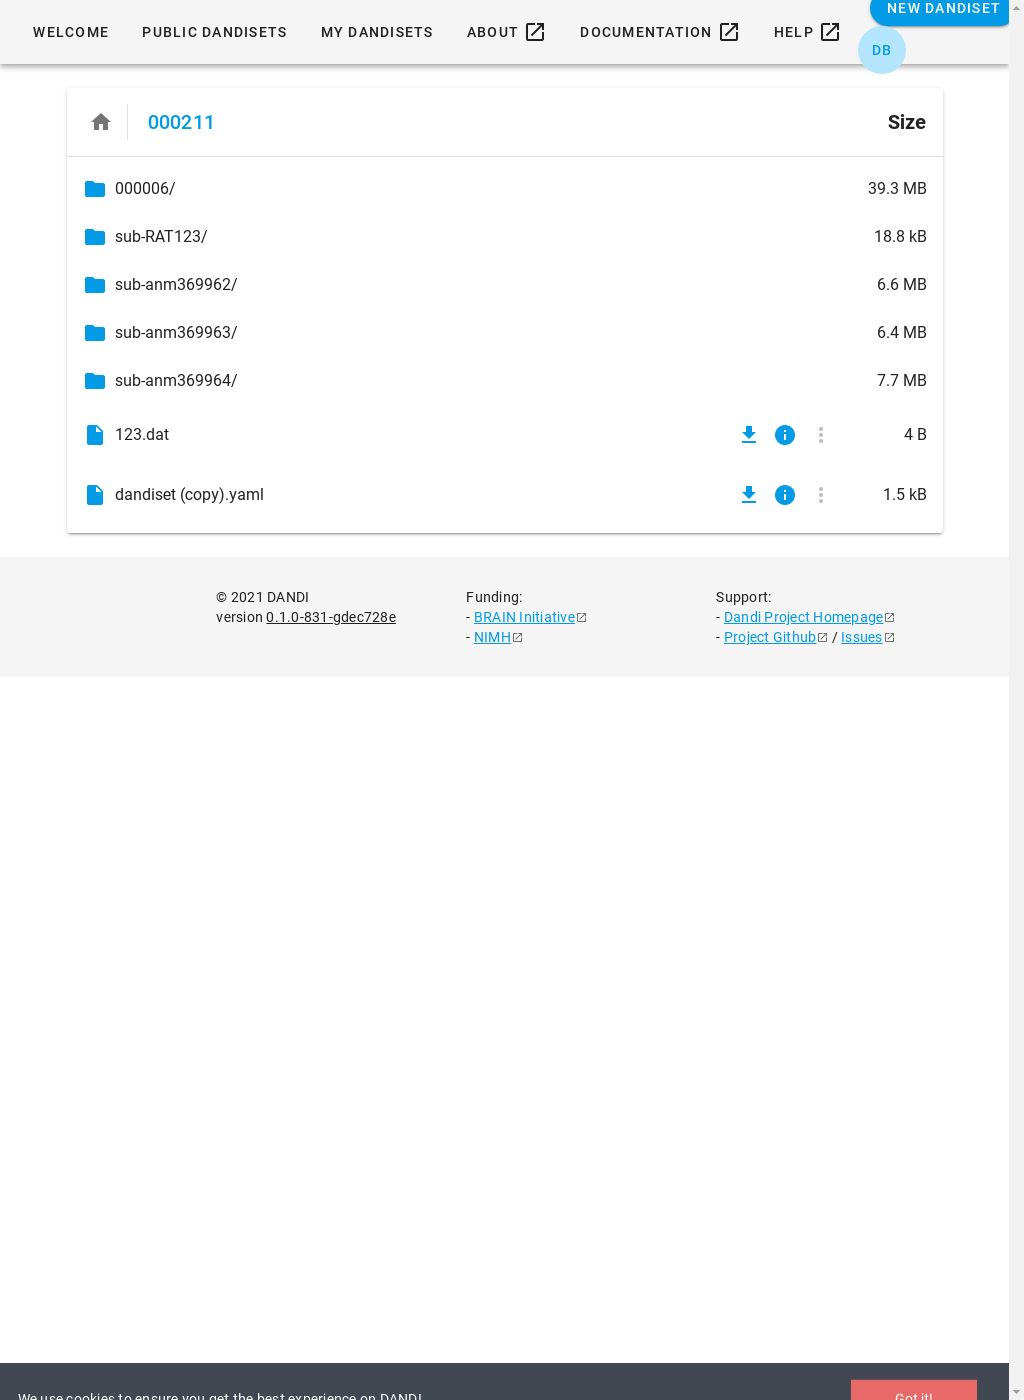 NEW DANDISET
WELCOME PUBLIC DANDISETS MY DANDISETS ABOUT DOCUMENTATION HELP
DB
000211 Size
000006/ 39.3 MB
sub-RAT123/ 18.8 kB
sub-anm369962/ 6.6 MB
sub-anm369963/ 6.4 MB
sub-anm369964/ 7.7 MB
123.dat 4 B
dandiset (copy).yaml 1.5 kB
© 2021 DANDI
version 0.1.0-831-gdec728e
Funding:
- BRAIN Initiative
- NIMH
Support:
- Dandi Project Homepage
- Project Github / Issues
We use cookies to ensure you get the best experience on DANDI.
Got it!